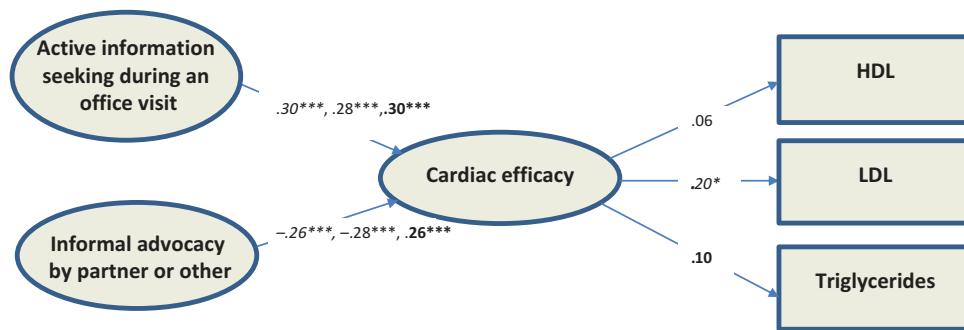 Active information
seeking during an
office visit
HDL
.30***, .28***,.30***
.06
Cardiac efficacy
.20*
LDL
–.26***, –.28***, .26***
Informal advocacy
by partner or other
.10
Triglycerides